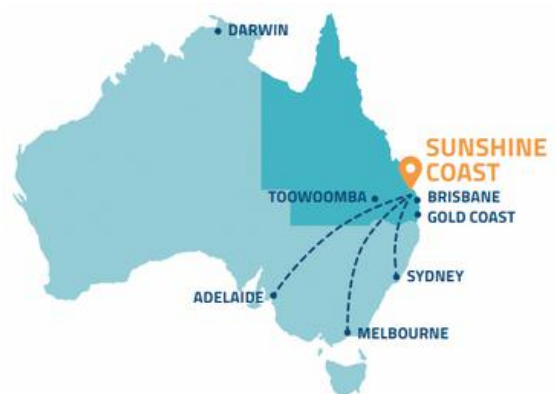 DARWIN
SUNSHINE
COAST
TOOWOOMBA
BRISBANE
GOLD COAST
SYDNEY
ADELAIDE
MELBOURNE